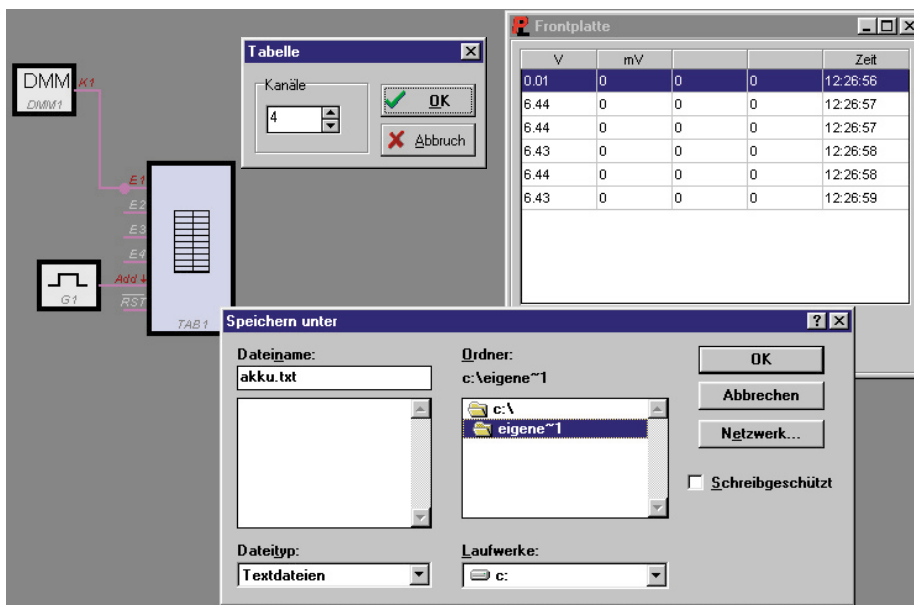 DMM
DMM1
K1
E1
E2
E3
E4
Add ↓
RST
TAB1
G1
Tabelle
Kanäle
4
OK
Abbruch
Frontplatte
V mV Zeit
0.01 0 0 0 12:26:56
6.44 0 0 0 12:26:57
6.44 0 0 0 12:26:57
6.43 0 0 0 12:26:58
6.44 0 0 0 12:26:58
6.43 0 0 0 12:26:59
Speichern unter
Dateiname:
akku.txt
Ordner:
c:\eigene~1
c:\
eigene~1
OK
Abbrechen
Netzwerk...
Schreibgeschützt
Dateityp:
Textdateien
Laufwerke:
c: